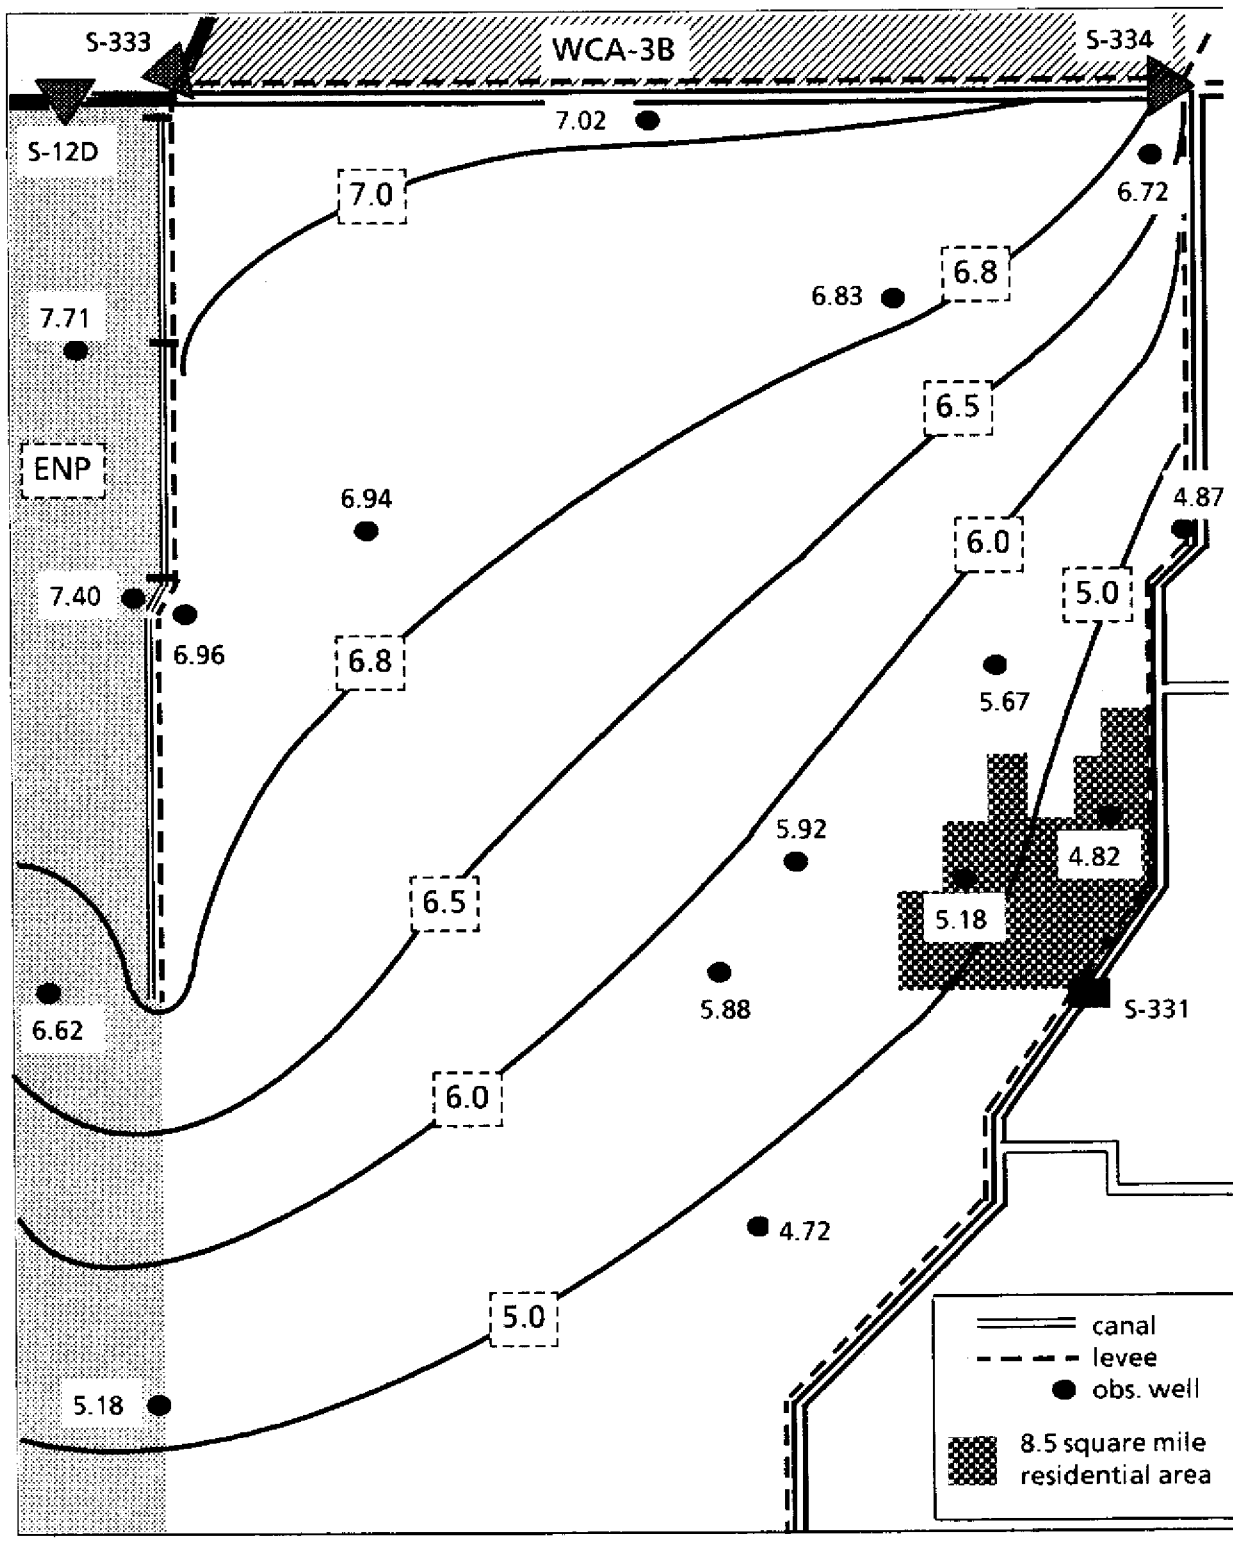 S-333
WCA-3B
S-334
7.02
S-12D
7.0
6.72
6.8
6.83
7.71
6.5
ENP
6.94
4.87
6.0
7.40
5.0
6.96
6.8
5.67
5.92
4.82
6.5
5.18
5.88
S-331
6.62
6.0
4.72
5.0
canal
levee
obs. well
5.18
8.5 square mile
residential area